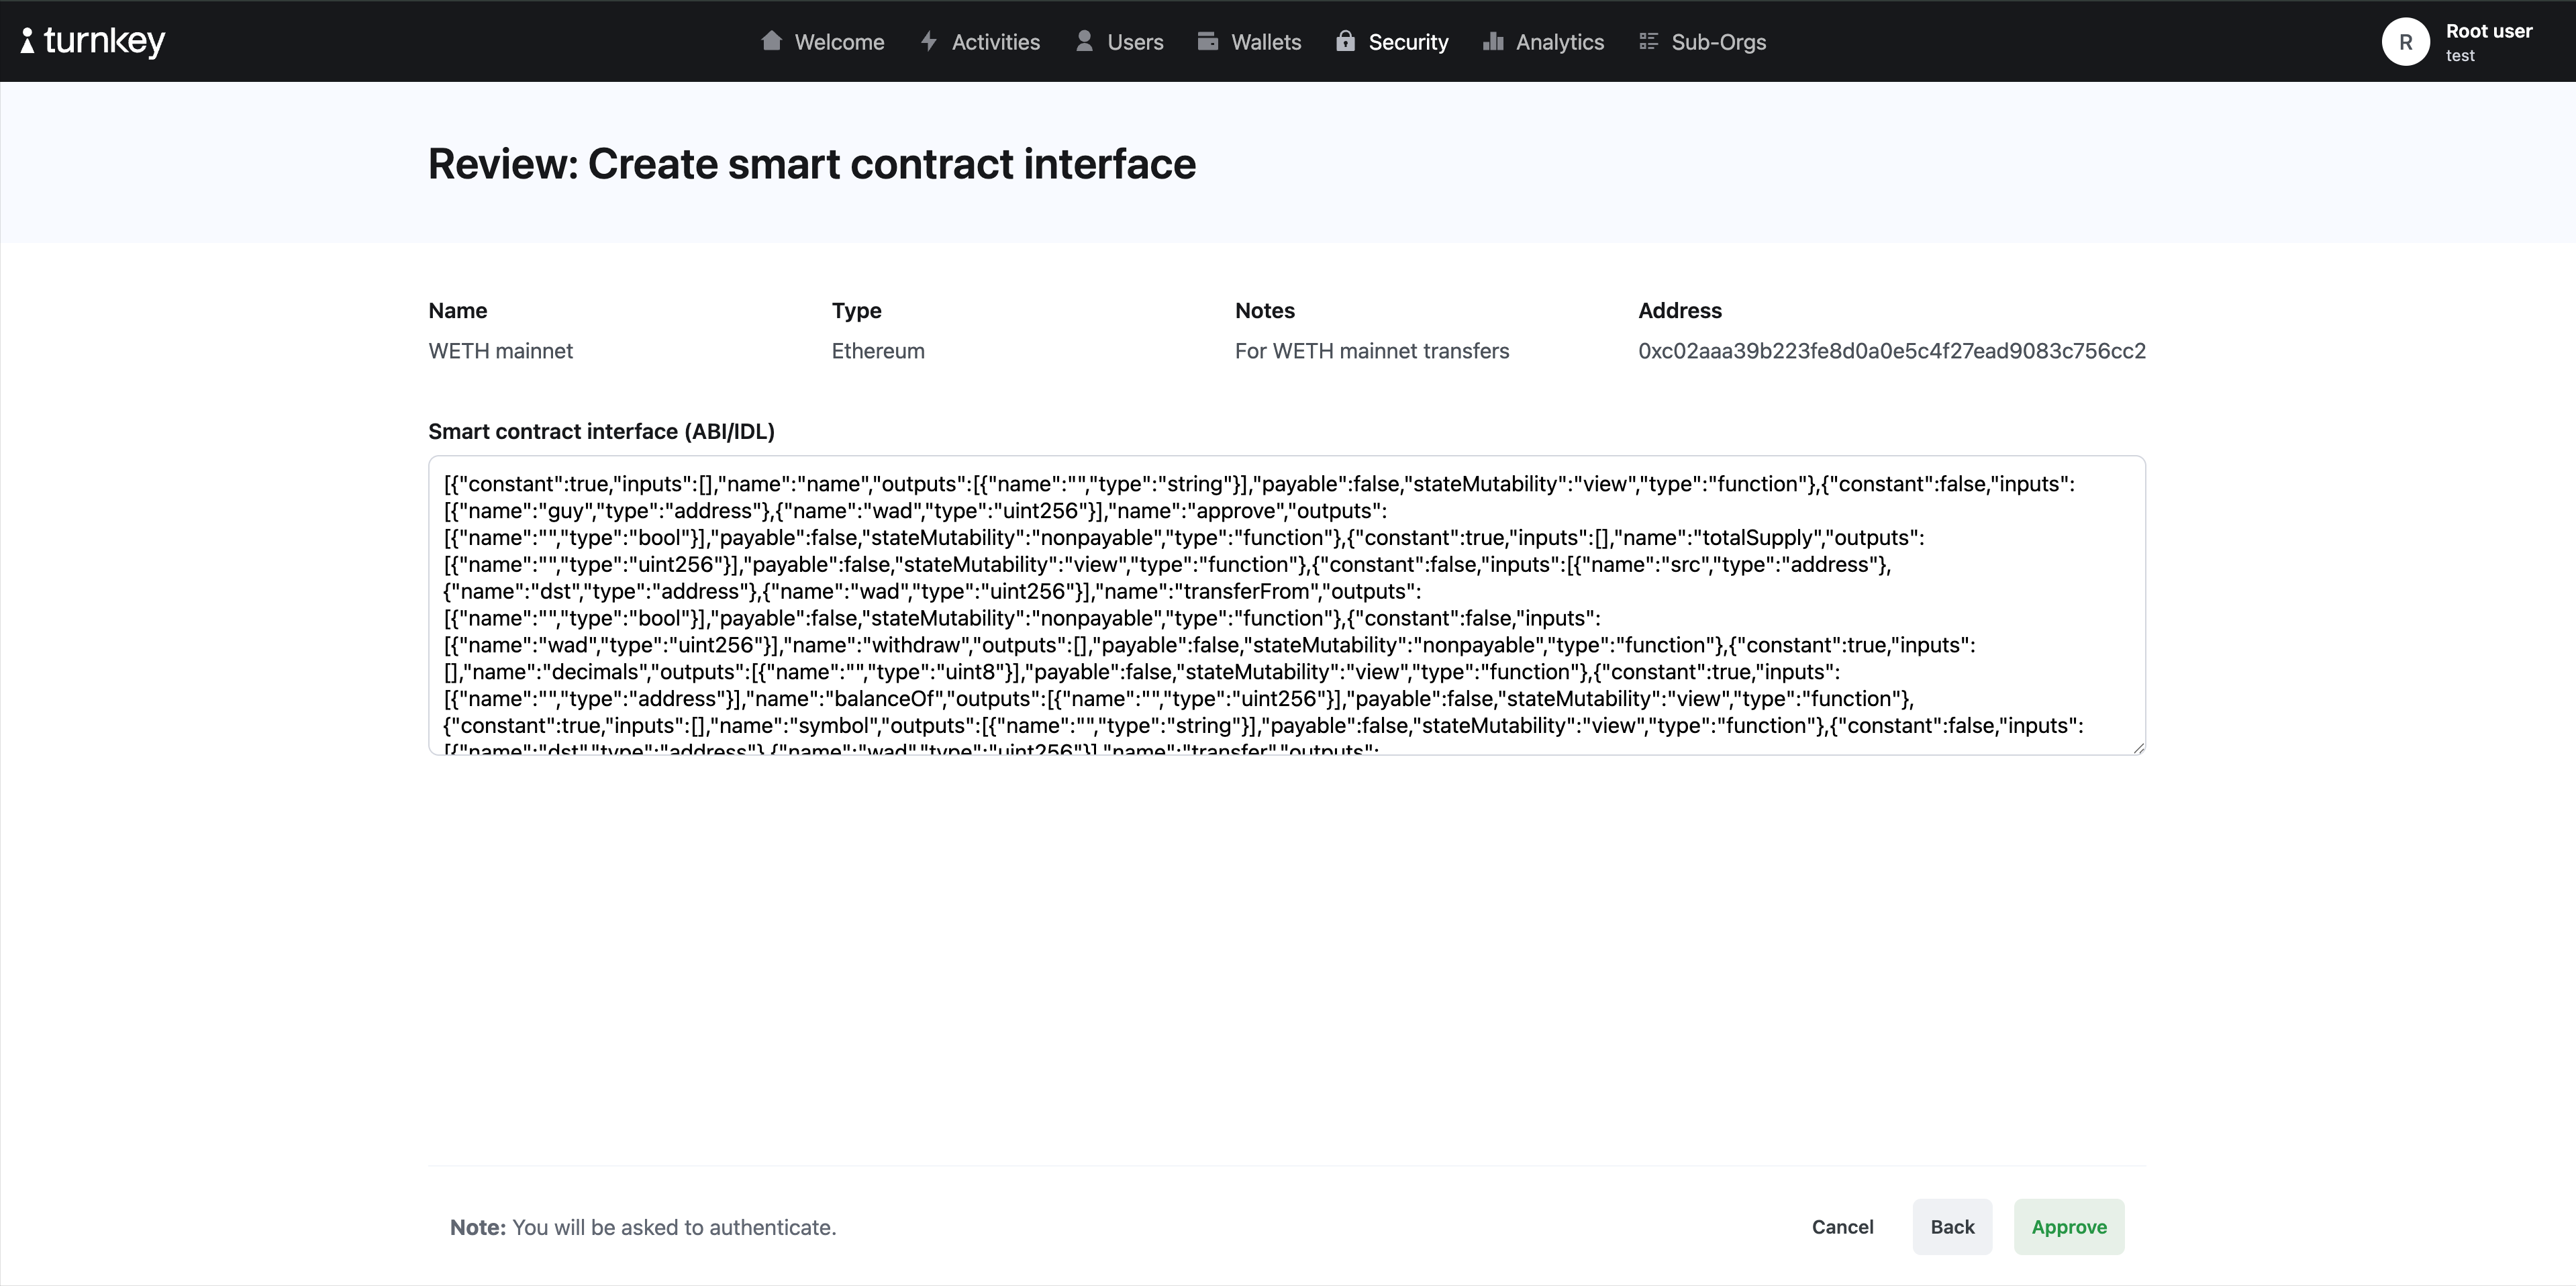 turnkey
Welcome
Activities
Users
Wallets
Security
Analytics
Sub-Orgs
R
Root user
test
Review: Create smart contract interface
Name
WETH mainnet
Type
Ethereum
Notes
For WETH mainnet transfers
Address
0xc02aaa39b223fe8d0a0e5c4f27ead9083c756cc2
Smart contract interface (ABI/IDL)
[{"constant":true,"inputs":[],"name":"name","outputs":[{"name":"","type":"string"}],"payable":false,"stateMutability":"view","type":"function"},{"constant":false,"inputs":
[{"name":"guy","type":"address"},{"name":"wad","type":"uint256"}],"name":"approve","outputs":
[{"name":"","type":"bool"}],"payable":false,"stateMutability":"nonpayable","type":"function"},{"constant":true,"inputs":[],"name":"totalSupply","outputs":
[{"name":"","type":"uint256"}],"payable":false,"stateMutability":"view","type":"function"},{"constant":false,"inputs":[{"name":"src","type":"address"},
{"name":"dst","type":"address"},{"name":"wad","type":"uint256"}],"name":"transferFrom","outputs":
[{"name":"","type":"bool"}],"payable":false,"stateMutability":"nonpayable","type":"function"},{"constant":false,"inputs":
[{"name":"wad","type":"uint256"}],"name":"withdraw","outputs":[],"payable":false,"stateMutability":"nonpayable","type":"function"},{"constant":true,"inputs":
[],"name":"decimals","outputs":[{"name":"","type":"uint8"}],"payable":false,"stateMutability":"view","type":"function"},{"constant":true,"inputs":
[{"name":"","type":"address"}],"name":"balanceOf","outputs":[{"name":"","type":"uint256"}],"payable":false,"stateMutability":"view","type":"function"},
{"constant":true,"inputs":[],"name":"symbol","outputs":[{"name":"","type":"string"}],"payable":false,"stateMutability":"view","type":"function"},{"constant":false,"inputs":
[{"name":"dst","type":"address"},{"name":"wad","type":"uint256"}],"name":"transfer","outputs":
Note: You will be asked to authenticate.
Cancel
Back
Approve